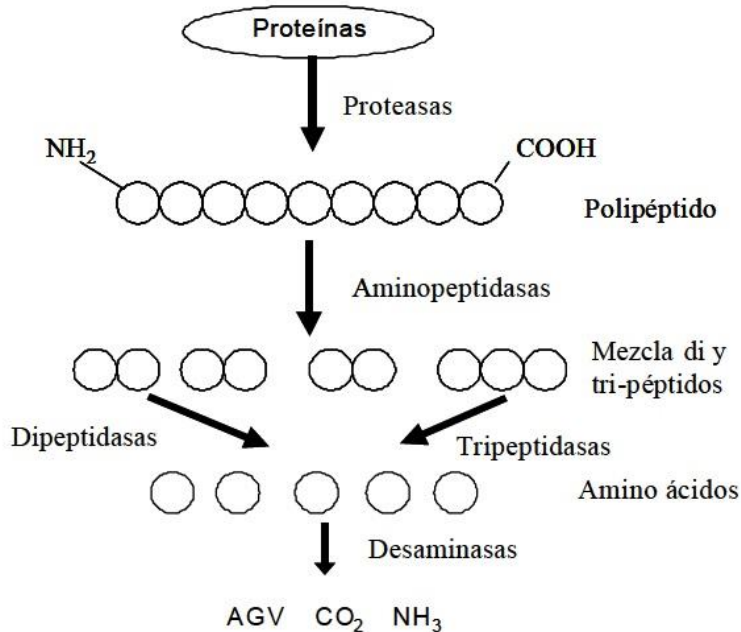 Proteínas
Proteasas
NH₂
COOH
Polipéptido
Aminopeptidasas
Mezcla di y
tri-péptidos
Dipeptidasas
Tripeptidasas
Amino ácidos
Desaminasas
AGV CO₂ NH₃